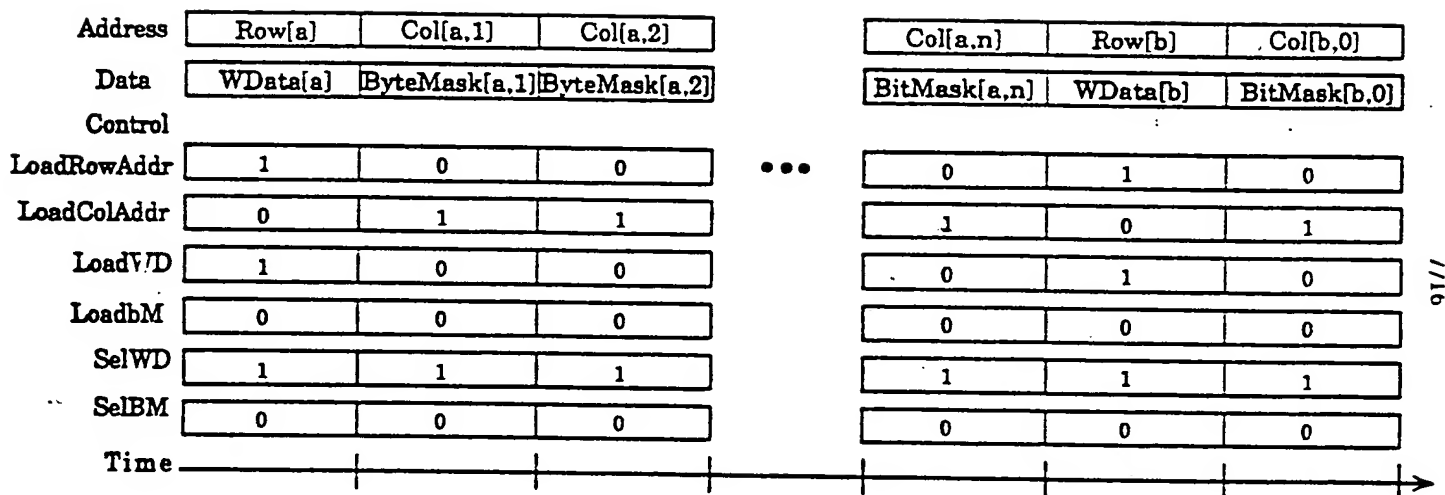 Address Row[a] Col[a,1] Col[a,2] Col[a,n] Row[b] Col[b,0]
Data WData[a] ByteMask[a,1] ByteMask[a,2] BitMask[a,n] WData[b] BitMask[b,0]
Control
LoadRowAddr 1 0 0 ••• 0 1 0
LoadColAddr 0 1 1 1 0 1
LoadWD 1 0 0 0 1 0
LoadbM 0 0 0 0 0 0
SelWD 1 1 1 1 1 1
SelBM 0 0 0 0 0 0
Time
7/16